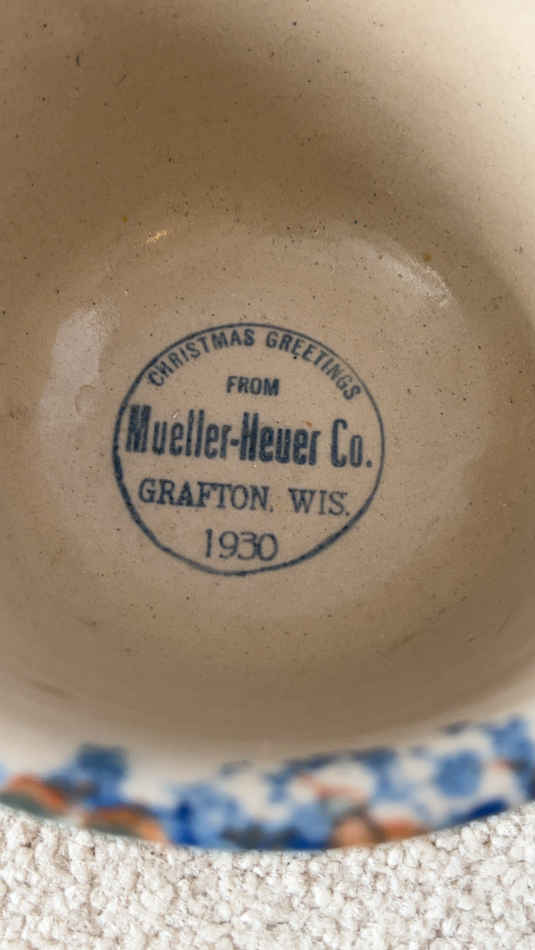 CHRISTMAS GREETINGS
FROM
Mueller-Heuer Co.
GRAFTON, WIS.
1930